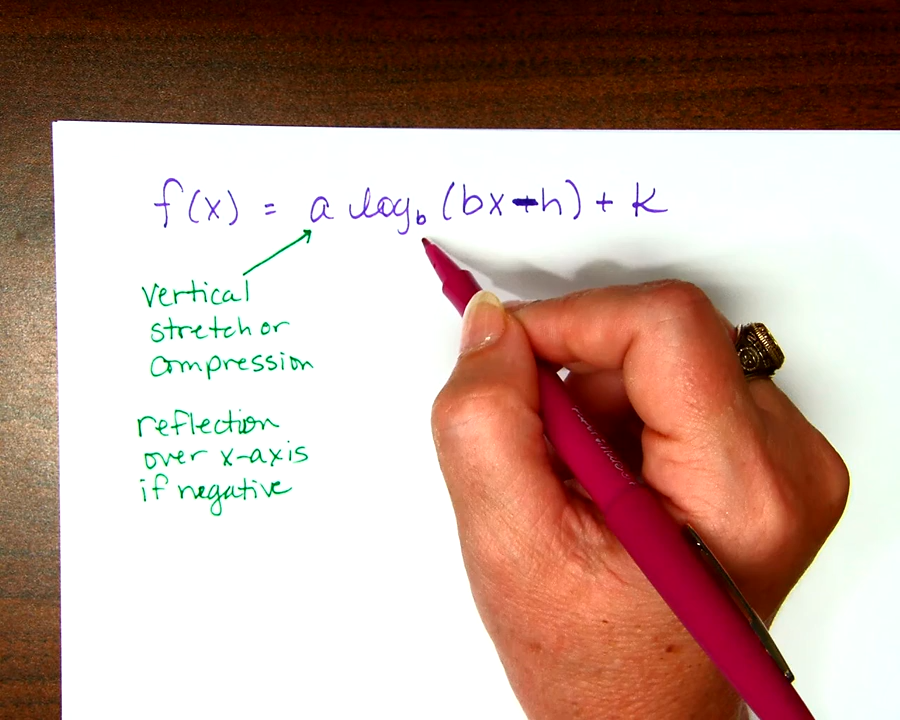 f(x) = a log_b (bx-h) + k
vertical
stretch or
compression
reflection
over x-axis
if negative